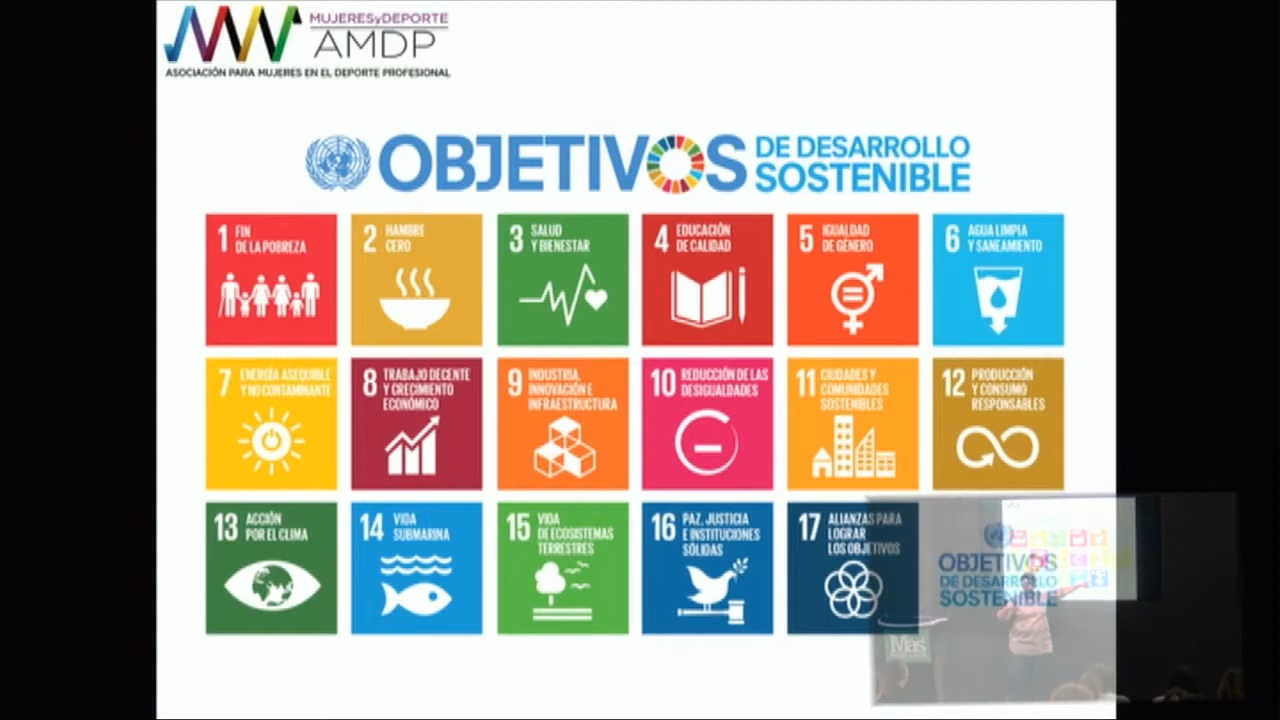 MUJERESyDEPORTE
AMDP
ASOCIACIÓN PARA MUJERES EN EL DEPORTE PROFESIONAL
OBJETIVOS
DE DESARROLLO
SOSTENIBLE
1 FIN
DE LA POBREZA
2 HAMBRE
CERO
3 SALUD
Y BIENESTAR
4 EDUCACIÓN
DE CALIDAD
5 IGUALDAD
DE GÉNERO
6 AGUA LIMPIA
Y SANEAMIENTO
7 ENERGÍA ASEQUIBLE
Y NO CONTAMINANTE
8 TRABAJO DECENTE
Y CRECIMIENTO
ECONÓMICO
9 INDUSTRIA,
INNOVACIÓN E
INFRAESTRUCTURA
10 REDUCCIÓN DE LAS
DESIGUALDADES
11 CIUDADES Y
COMUNIDADES
SOSTENIBLES
12 PRODUCCIÓN
Y CONSUMO
RESPONSABLES
13 ACCIÓN
POR EL CLIMA
14 VIDA
SUBMARINA
15 VIDA
DE ECOSISTEMAS
TERRESTRES
16 PAZ, JUSTICIA
E INSTITUCIONES
SÓLIDAS
17 ALIANZAS PARA
LOGRAR
LOS OBJETIVOS
OBJETIVOS
DE DESARROLLO
SOSTENIBLE
Mas